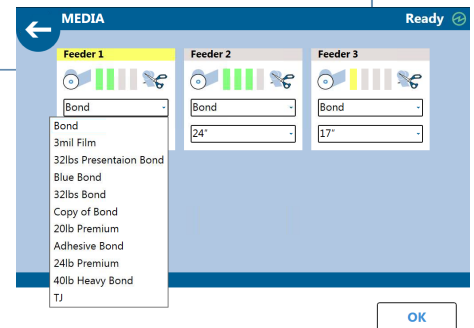 MEDIA
Ready
Feeder 1
Feeder 2
Feeder 3
Bond
Bond
Bond
24"
17"
Bond
3mil Film
32lbs Presentaion Bond
Blue Bond
32lbs Bond
Copy of Bond
20lb Premium
Adhesive Bond
24lb Premium
40lb Heavy Bond
TJ
OK